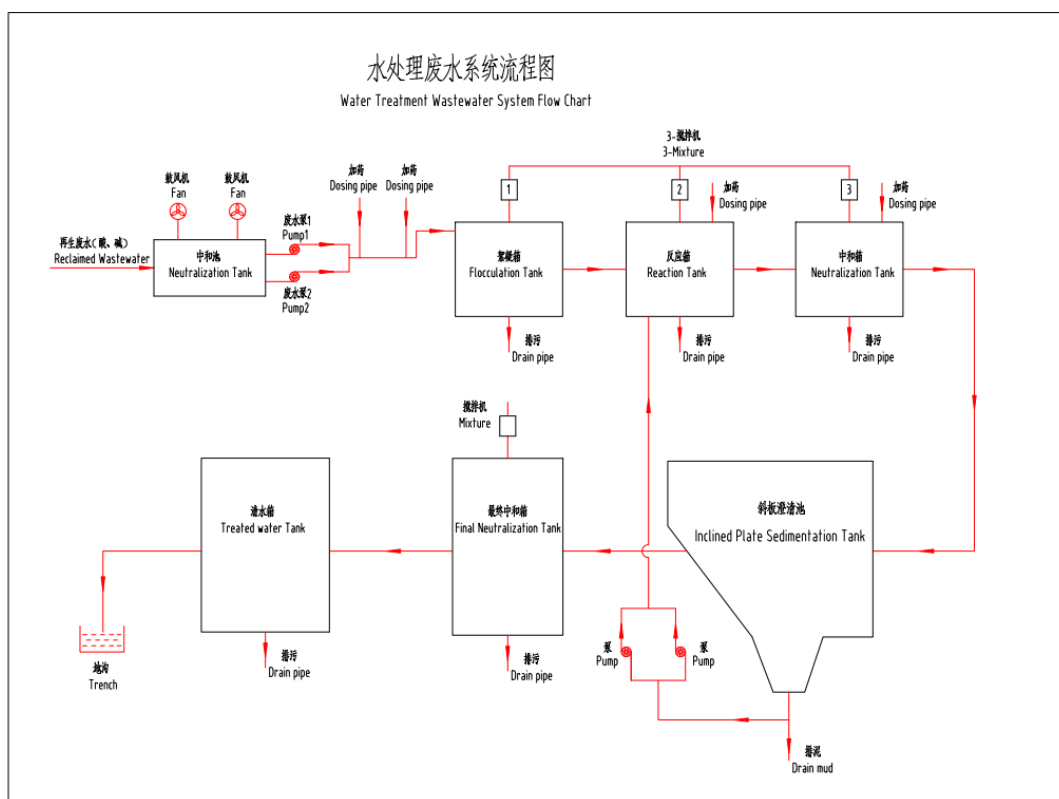 水处理废水系统流程图
Water Treatment Wastewater System Flow Chart
3-搅拌机
3-Mixture
鼓风机
Fan
鼓风机
Fan
加药
Dosing pipe
加药
Dosing pipe
1
2
3
加药
Dosing pipe
加药
Dosing pipe
废水泵1
Pump1
再生废水(酸、碱)
Reclaimed Wastewater
中和池
Neutralization Tank
废水泵2
Pump2
絮凝箱
Flocculation Tank
反应箱
Reaction Tank
中和箱
Neutralization Tank
排污
Drain pipe
排污
Drain pipe
排污
Drain pipe
搅拌机
Mixture
清水箱
Treated water Tank
最终中和箱
Final Neutralization Tank
斜板澄清池
Inclined Plate Sedimentation Tank
泵
Pump
泵
Pump
地沟
Trench
排污
Drain pipe
排污
Drain pipe
排泥
Drain mud